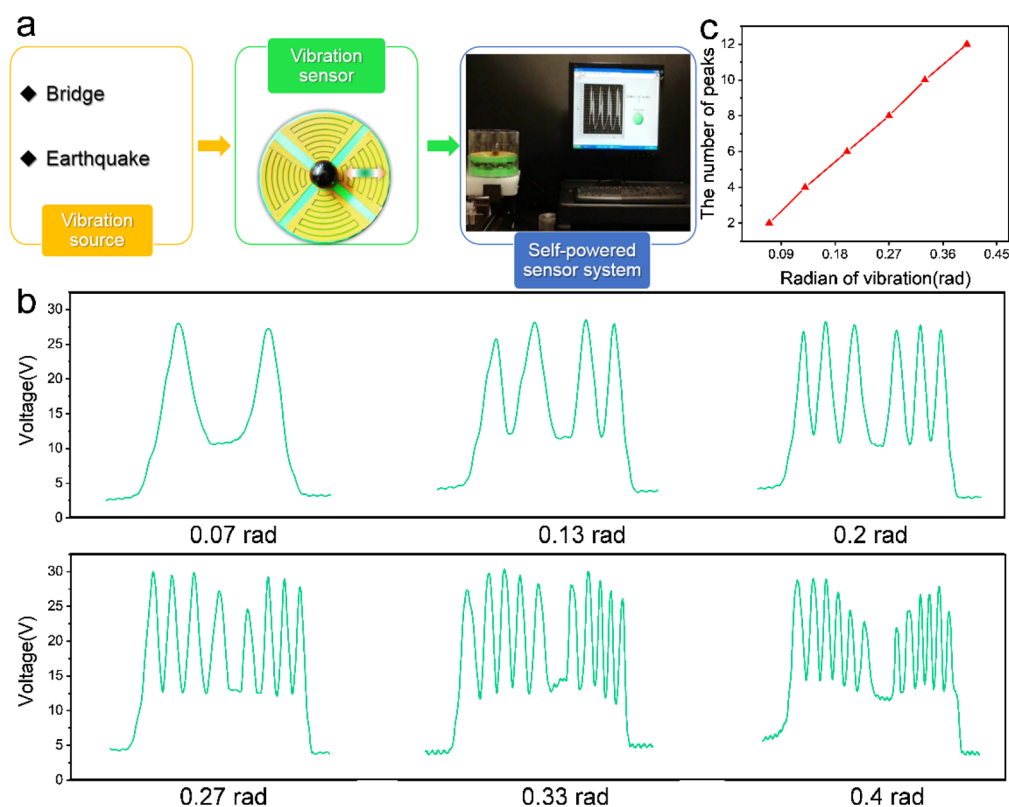 a
Bridge
Earthquake
Vibration
source
Vibration
sensor
Self-powered
sensor system
c
The number of peaks
12
10
8
6
4
2
0.09 0.18 0.27 0.36 0.45
Radian of vibration(rad)
b
Voltage(V)
30
25
20
15
10
5
0
0.07 rad 0.13 rad 0.2 rad
Voltage(V)
30
25
20
15
10
5
0
0.27 rad 0.33 rad 0.4 rad